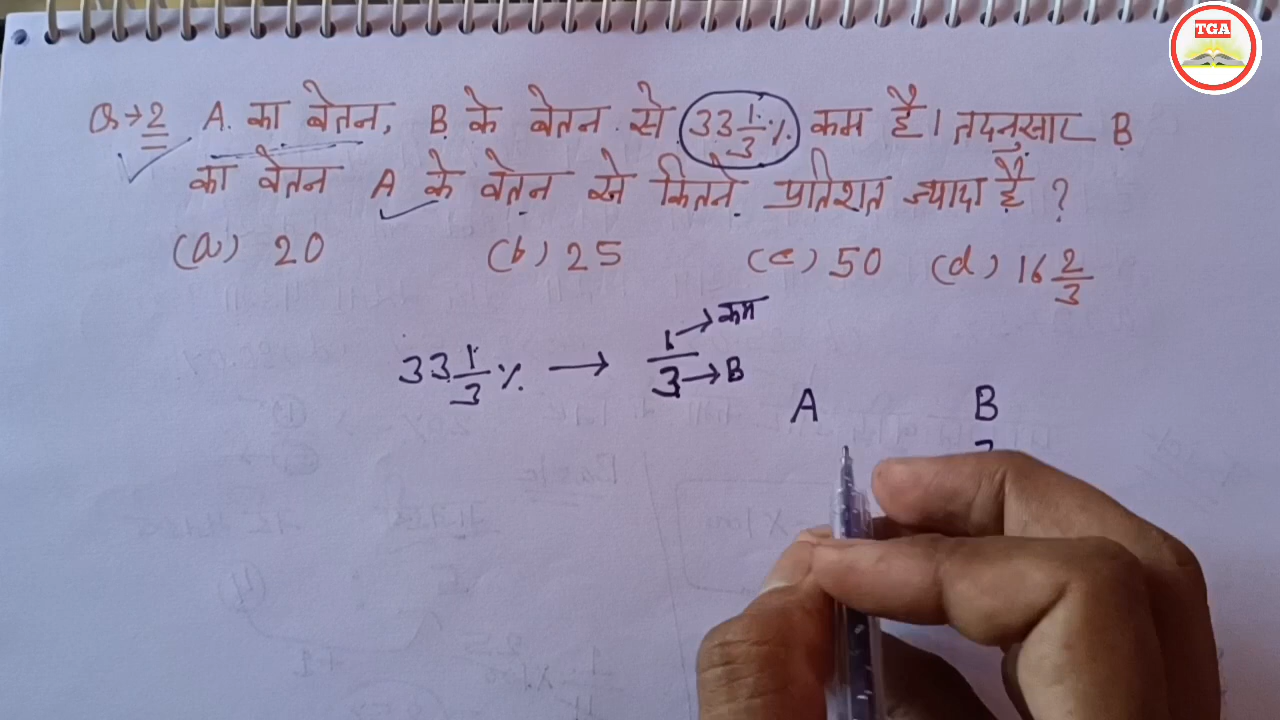 TGA
Q→2 A का वेतन, B के वेतन से 33 1/3 % कम है। तदनुसार B
का वेतन A के वेतन से कितने प्रतिशत ज्यादा है ?
(a) 20 (b) 25 (c) 50 (d) 16 2/3
33 1/3 % → 1/3 → कम → B
A B